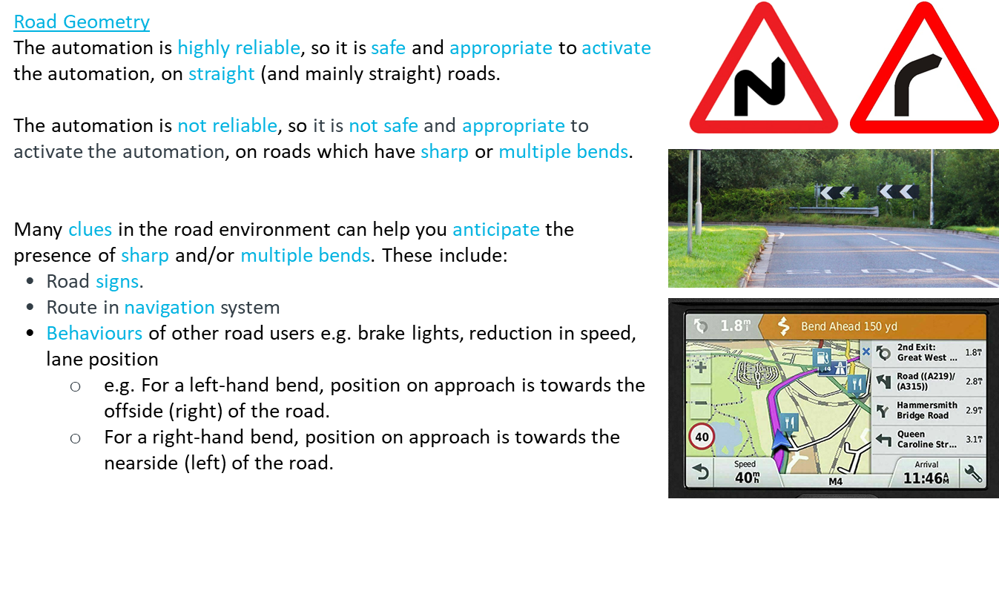 Road Geometry
The automation is highly reliable, so it is safe and appropriate to activate
the automation, on straight (and mainly straight) roads.
The automation is not reliable, so it is not safe and appropriate to
activate the automation, on roads which have sharp or multiple bends.
Many clues in the road environment can help you anticipate the
presence of sharp and/or multiple bends. These include:
• Road signs.
• Route in navigation system
• Behaviours of other road users e.g. brake lights, reduction in speed,
lane position
○ e.g. For a left-hand bend, position on approach is towards the
offside (right) of the road.
○ For a right-hand bend, position on approach is towards the
nearside (left) of the road.
SLOW
1.8m
Bend Ahead 150 yd
2nd Exit:
Great West ...
1.8m
Road ((A219)/
(A315))
2.8m
Hammersmith
Bridge Road
2.9m
Queen
Caroline Str...
3.1m
40
Speed
40mh
M4
Arrival
11:46AM